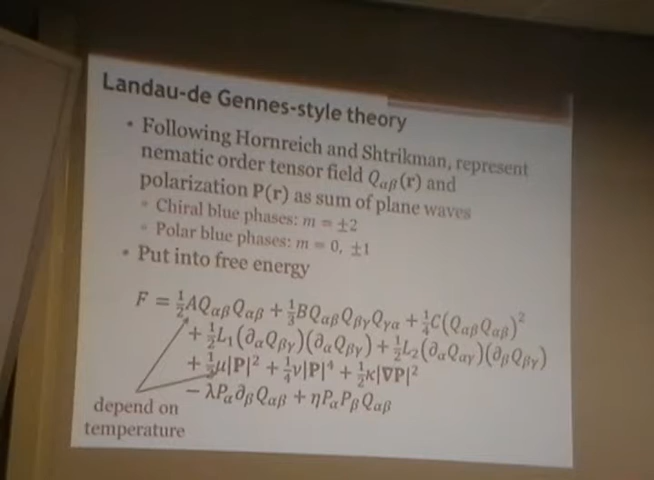 Landau-de Gennes-style theory
• Following Hornreich and Shtrikman, represent
nematic order tensor field Qαβ(r) and
polarization P(r) as sum of plane waves
▫ Chiral blue phases: m = ±2
▫ Polar blue phases: m = 0, ±1
• Put into free energy
F = ½AQαβQαβ + ⅓BQαβQβγQγα + ¼C(QαβQαβ)²
+ ½L₁(∂αQβγ)(∂αQβγ) + ½L₂(∂αQαγ)(∂βQβγ)
+ ½μ|P|² + ¼ν|P|⁴ + ½κ|∇P|²
− λPα∂βQαβ + ηPαPβQαβ
depend on
temperature